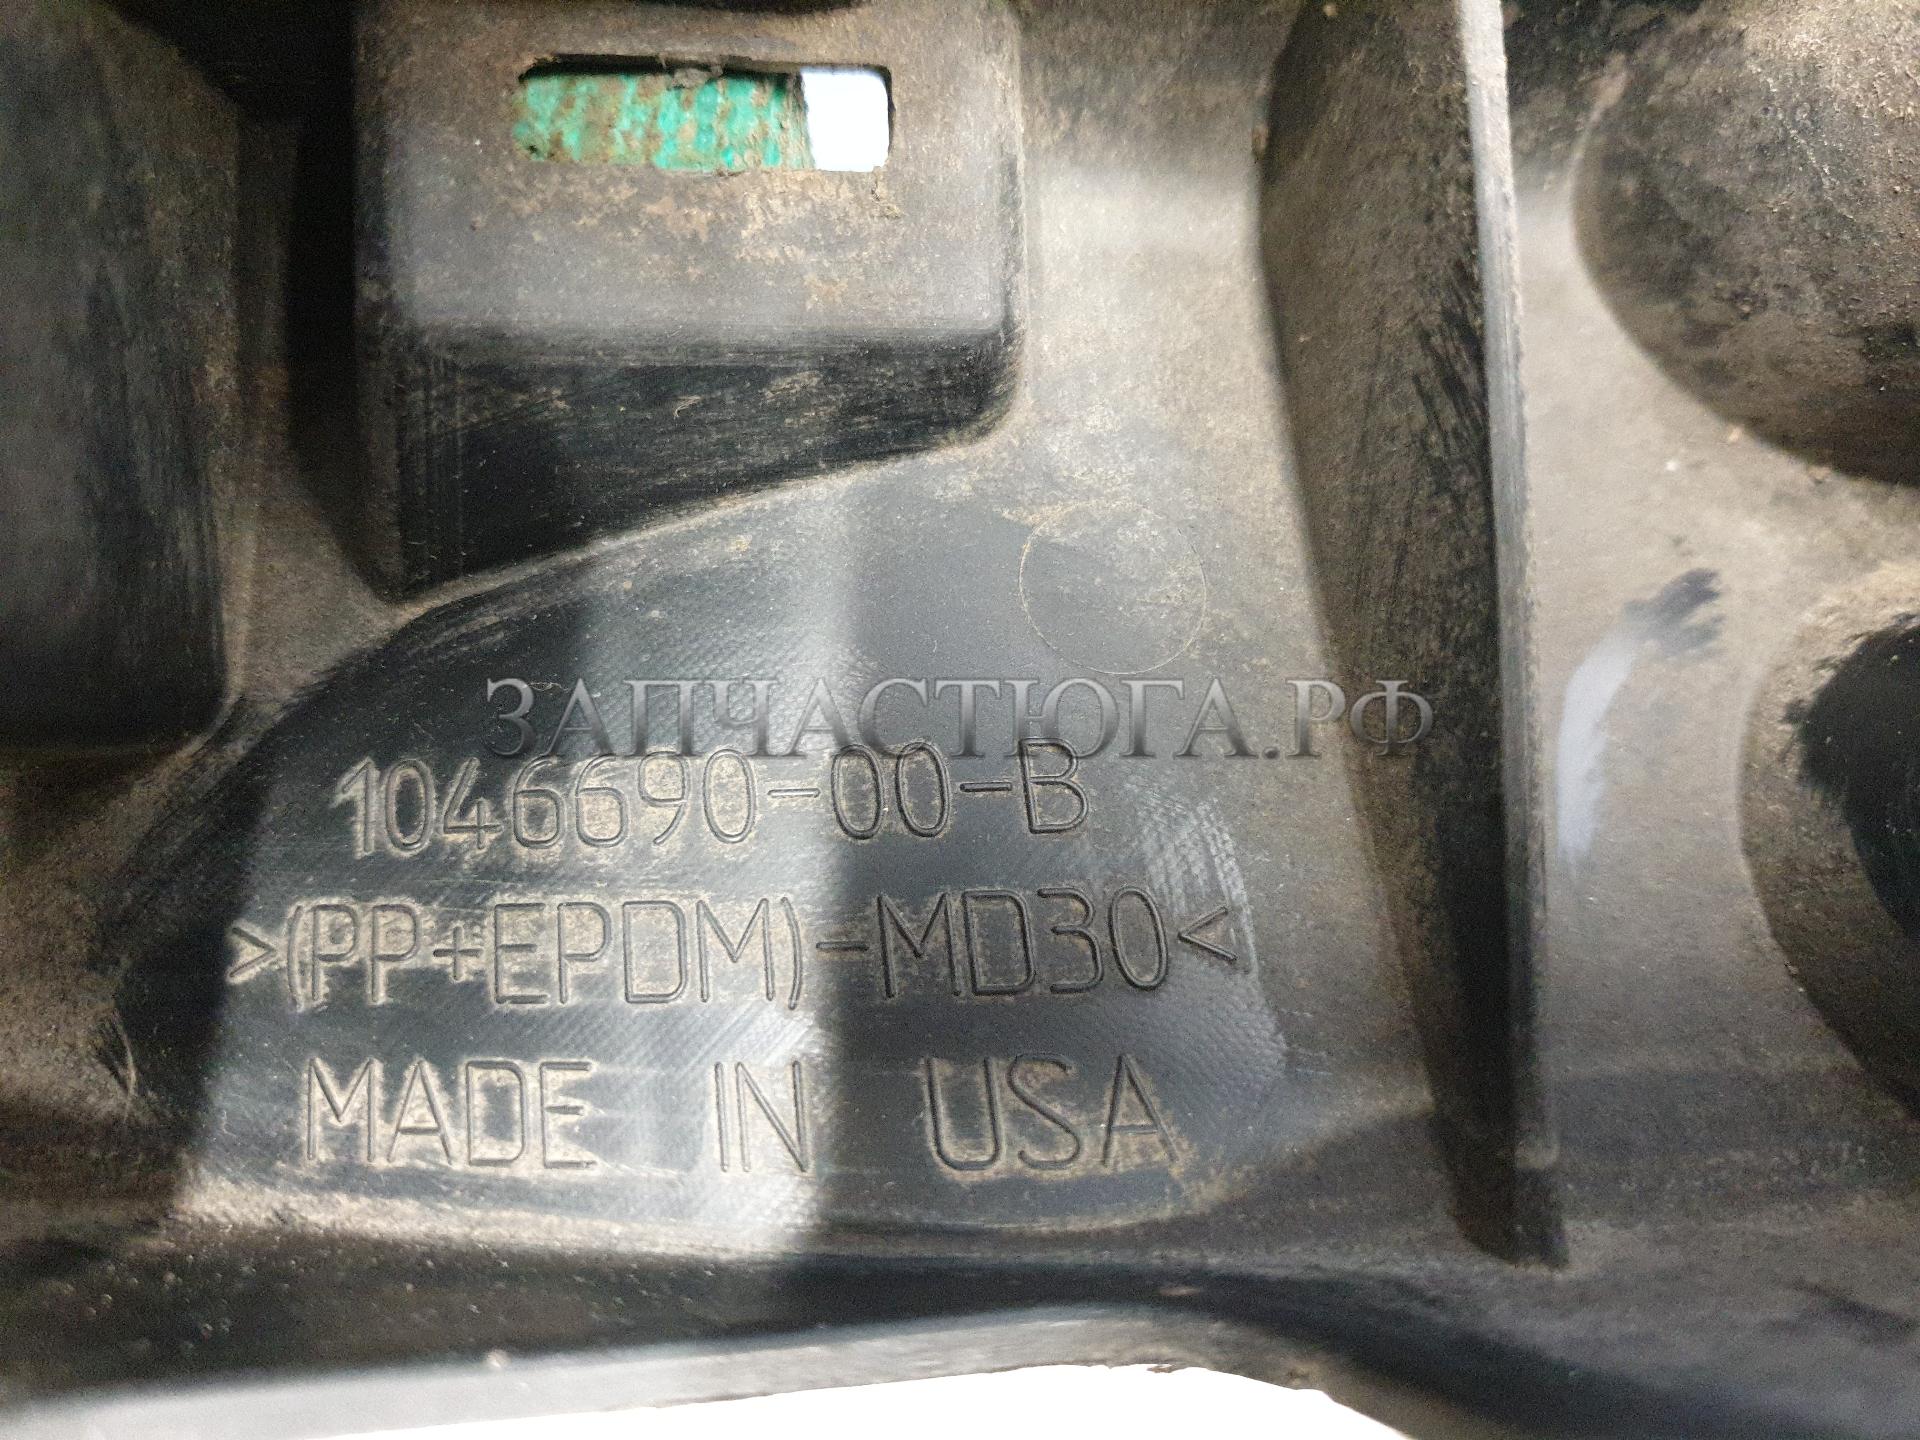 ЗАПЧАСТЮГА.РФ
1046690-00-B
>(PP+EPDM)-MD30<
MADE IN USA